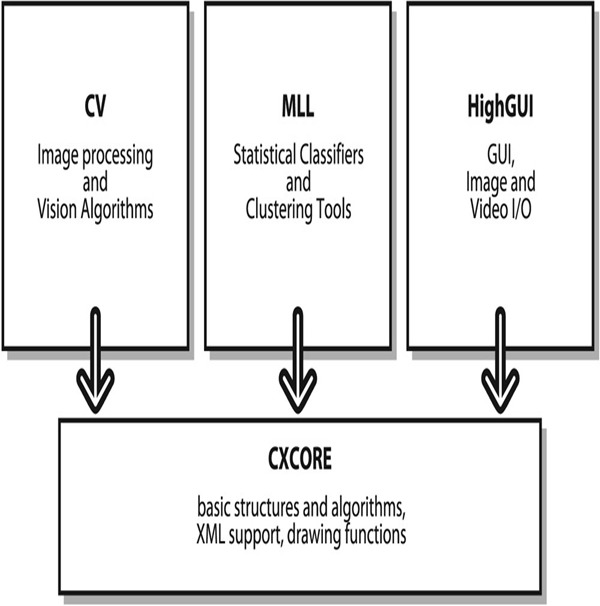 CV
Image processing
and
Vision Algorithms
MLL
Statistical Classifiers
and
Clustering Tools
HighGUI
GUI,
Image and
Video I/O
CXCORE
basic structures and algorithms,
XML support, drawing functions